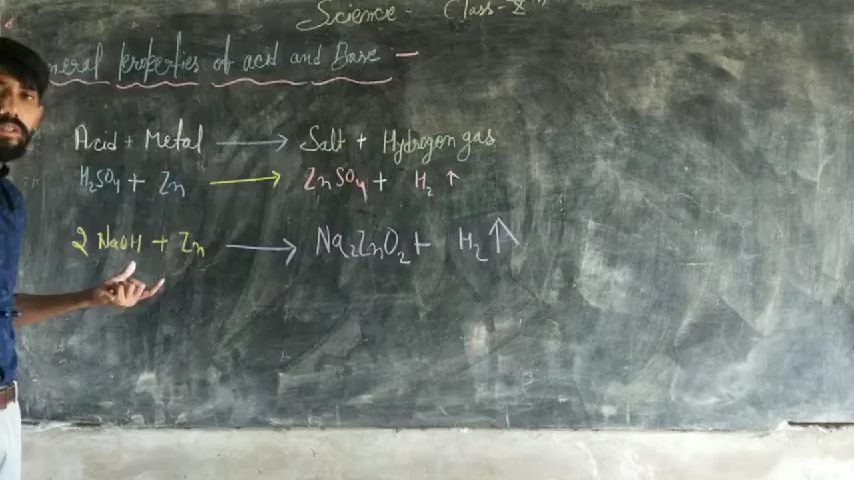 Science - Class-X th
neral properties of acid and Base -
Acid + Metal → Salt + Hydrogen gas
H₂SO₄ + Zn → ZnSO₄ + H₂ ↑
2 NaOH + Zn → Na₂ZnO₂ + H₂ ↑